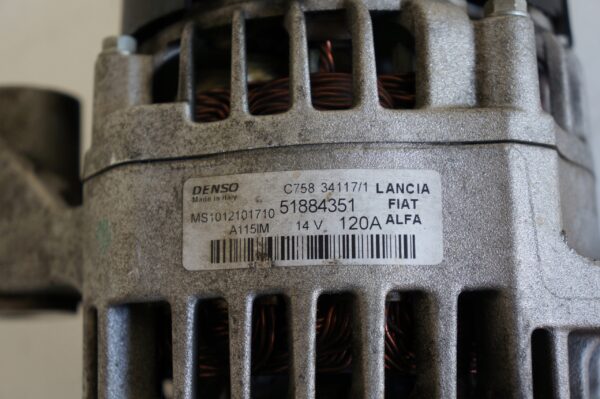 DENSO C758 34117/1 LANCIA
Made in Italy
MS1012101710 51884351 FIAT
A115IM 14 V 120A ALFA